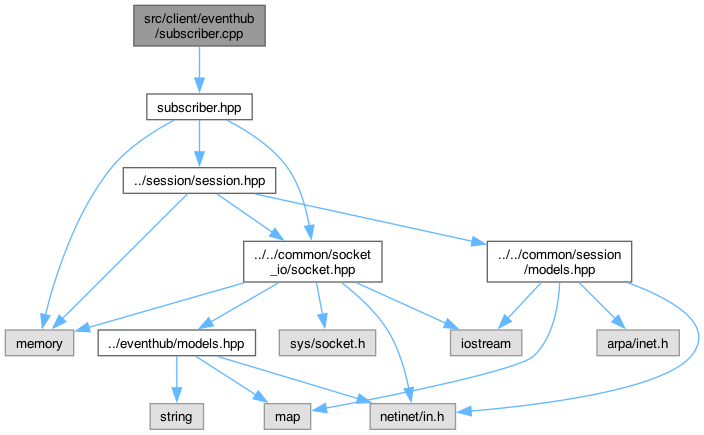 src/client/eventhub
/subscriber.cpp
subscriber.hpp
../session/session.hpp
../../common/socket
_io/socket.hpp
../../common/session
/models.hpp
memory
../eventhub/models.hpp
sys/socket.h
iostream
arpa/inet.h
string
map
netinet/in.h